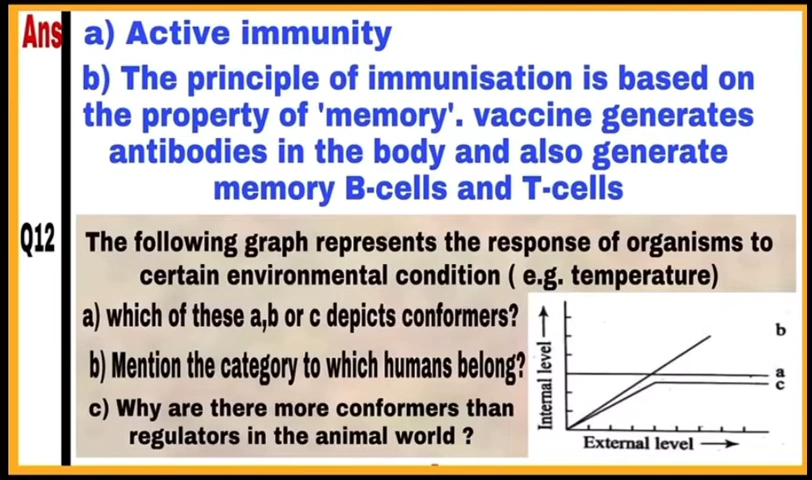 Ans a) Active immunity
b) The principle of immunisation is based on
the property of 'memory'. vaccine generates
antibodies in the body and also generate
memory B-cells and T-cells
Q12 The following graph represents the response of organisms to
certain environmental condition ( e.g. temperature)
a) which of these a,b or c depicts conformers?
b) Mention the category to which humans belong?
c) Why are there more conformers than
regulators in the animal world ?
Internal level
b
a
c
External level